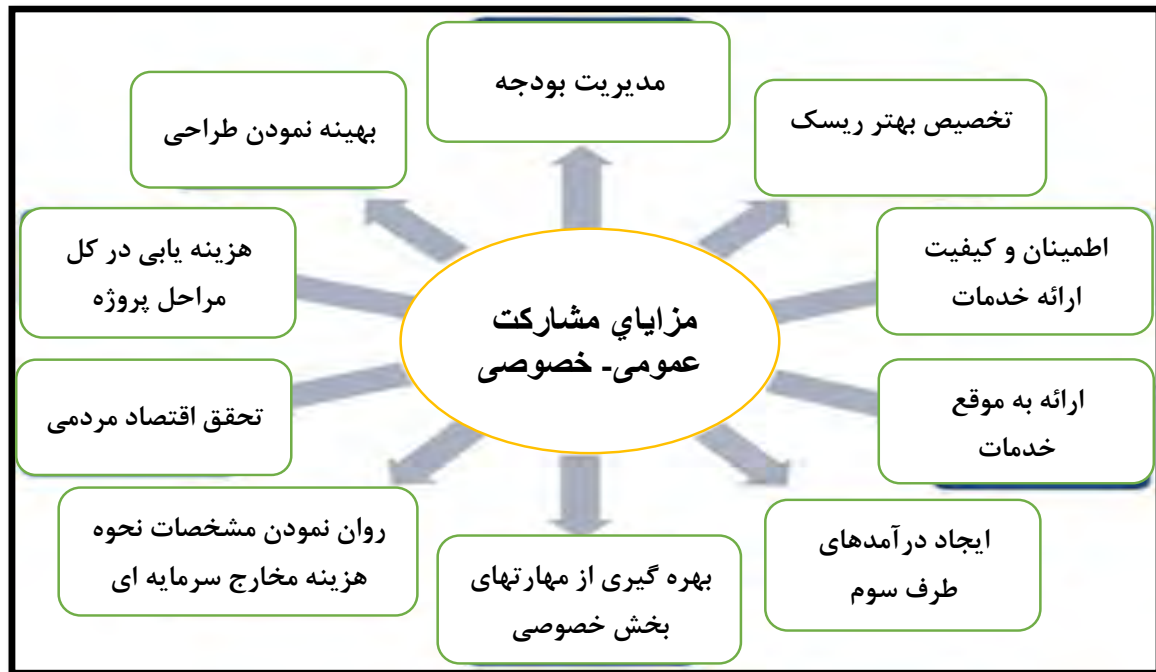 مدیریت بودجه
تخصیص بهتر ریسک
بهینه نمودن طراحی
اطمینان و کیفیت
ارائه خدمات
هزینه یابی در کل
مراحل پروژه
مزاياي مشارکت
عمومی- خصوصی
ارائه به موقع
خدمات
تحقق اقتصاد مردمی
ایجاد درآمدهای
طرف سوم
بهره گیری از مهارتهای
بخش خصوصی
روان نمودن مشخصات نحوه
هزینه مخارج سرمایه ای